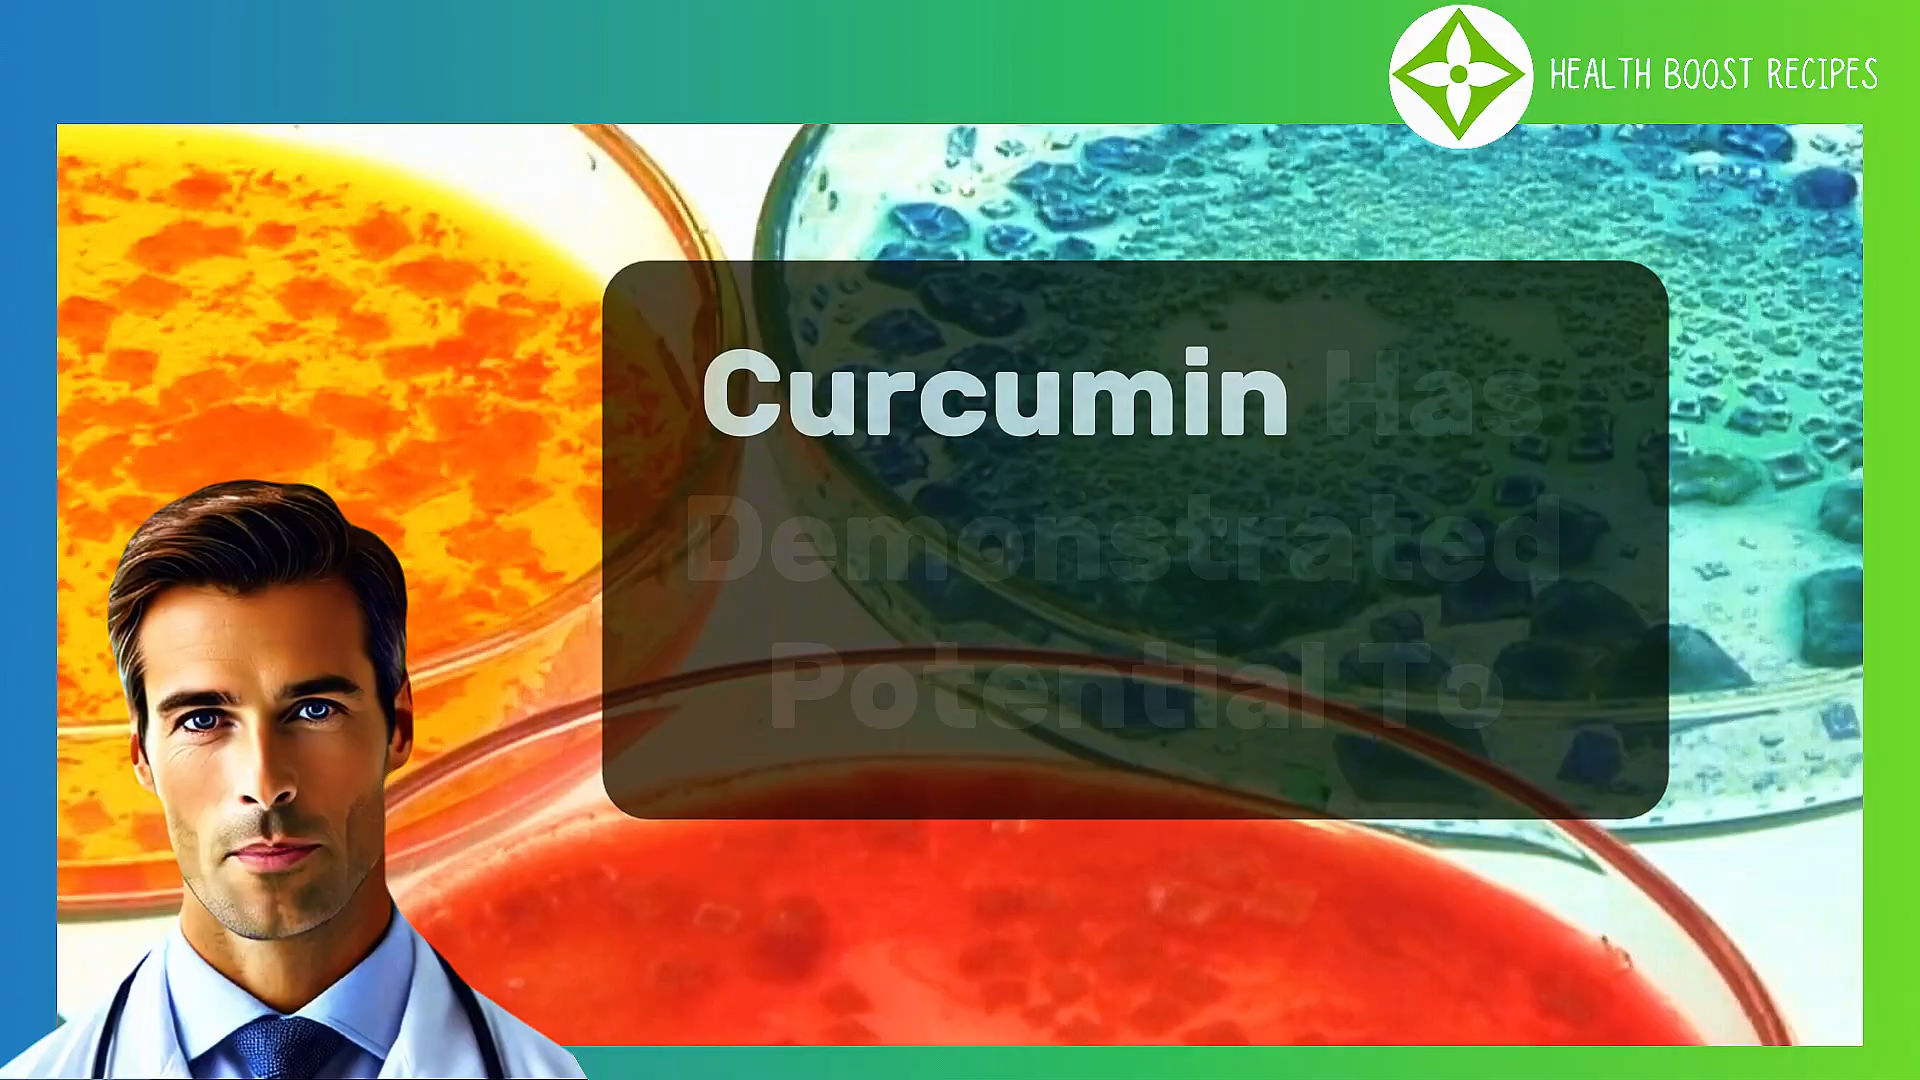 HEALTH BOOST RECIPES
Curcumin Has
Demonstrated
Potential To